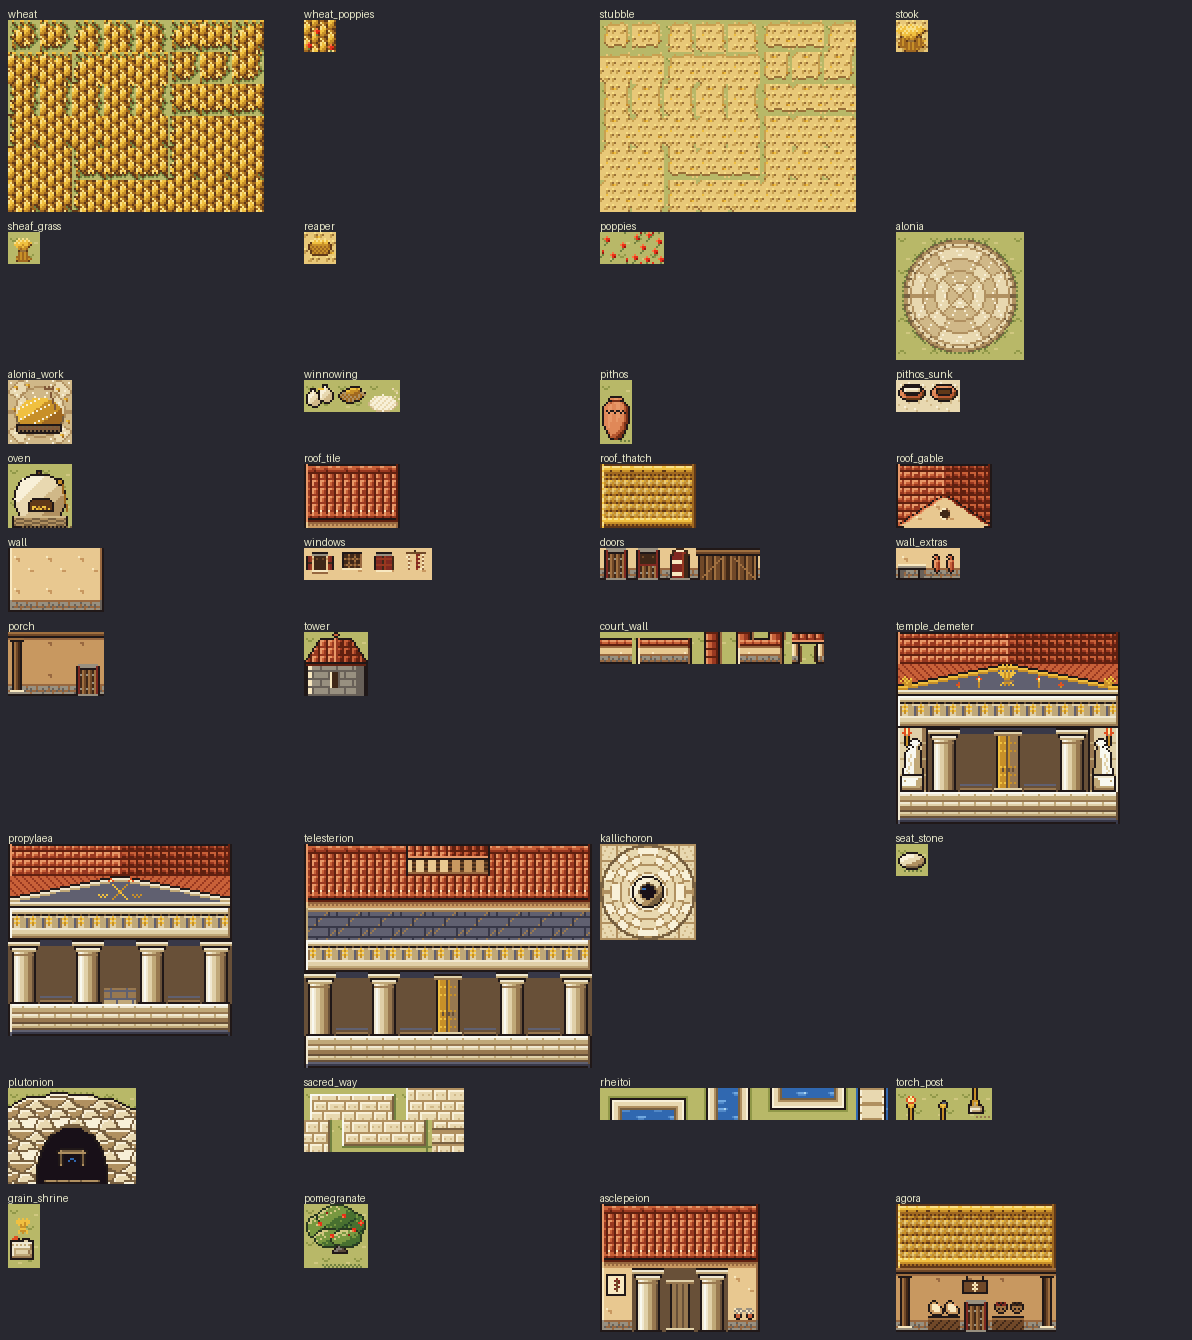 wheat
wheat_poppies
stubble
stook
sheaf_grass
reaper
poppies
alonia
alonia_work
winnowing
pithos
pithos_sunk
oven
roof_tile
roof_thatch
roof_gable
wall
windows
doors
wall_extras
porch
tower
court_wall
temple_demeter
propylaea
telesterion
kallichoron
seat_stone
plutonion
sacred_way
rheitoi
torch_post
grain_shrine
pomegranate
asclepeion
agora